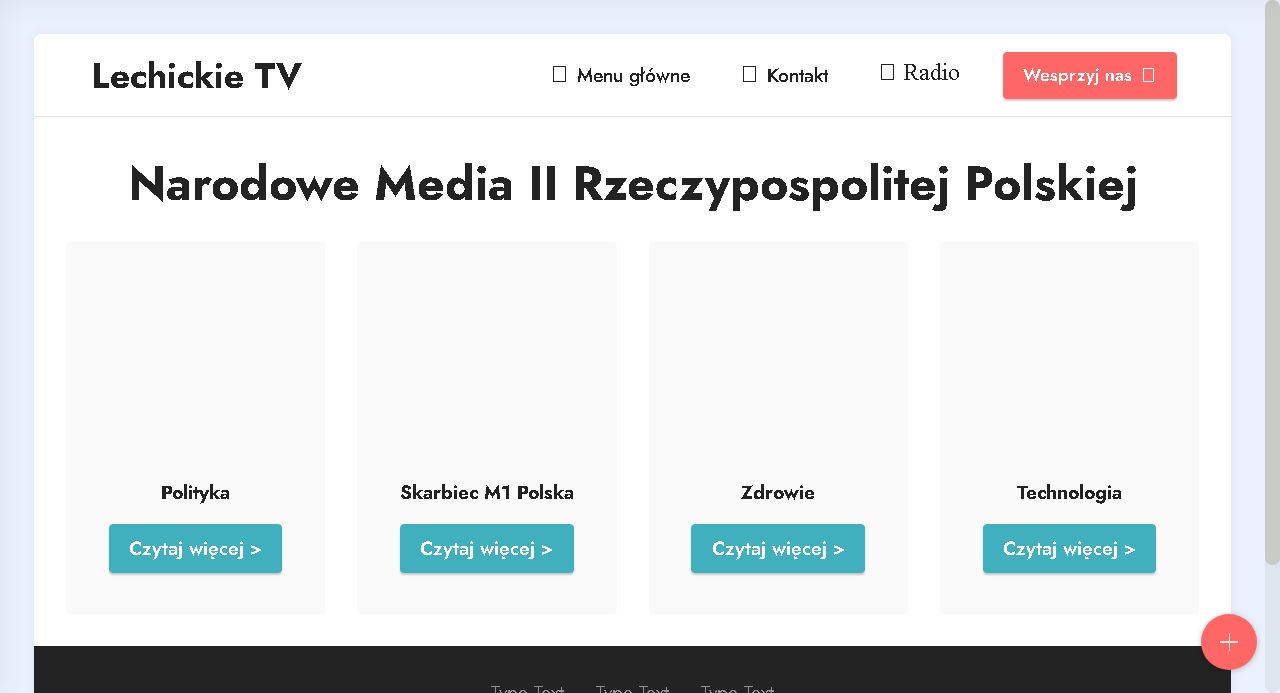 Lechickie TV
Menu główne
Kontakt
Radio
Wesprzyj nas
Narodowe Media II Rzeczypospolitej Polskiej
Polityka
Skarbiec M1 Polska
Zdrowie
Technologia
Czytaj więcej >
Czytaj więcej >
Czytaj więcej >
Czytaj więcej >
Type Text
Type Text
Type Text